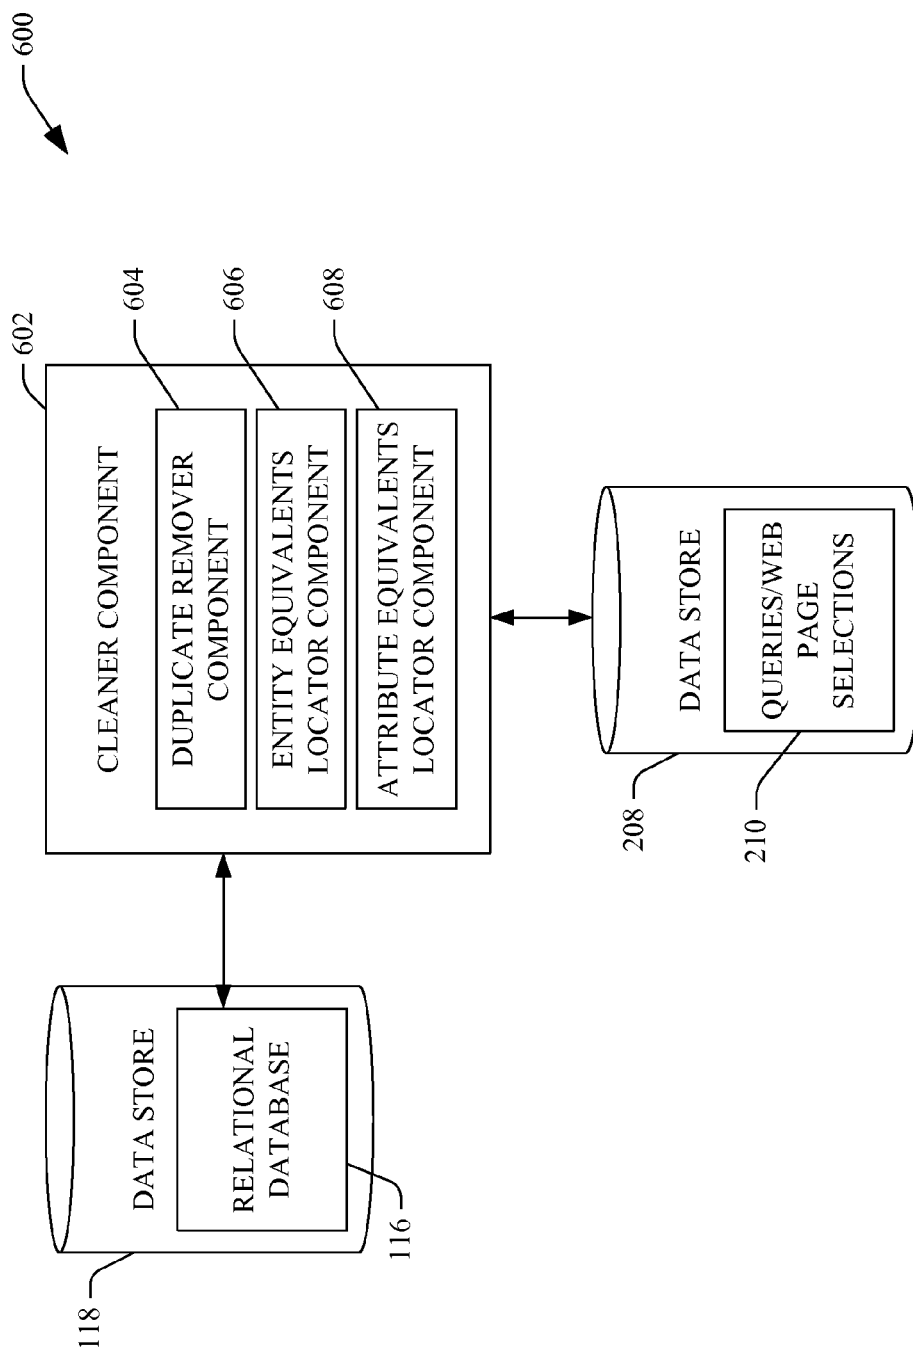 600
602
CLEANER COMPONENT
604
DUPLICATE REMOVER
COMPONENT
606
ENTITY EQUIVALENTS
LOCATOR COMPONENT
608
ATTRIBUTE EQUIVALENTS
LOCATOR COMPONENT
118
DATA STORE
RELATIONAL
DATABASE
116
208
DATA STORE
210
QUERIES/WEB
PAGE
SELECTIONS